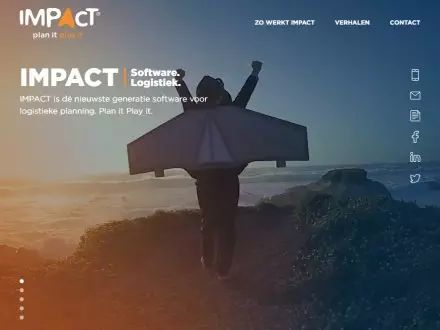 IMPACT®
plan it play it
ZO WERKT IMPACT
VERHALEN
CONTACT
IMPACT
Software.
Logistiek.
IMPACT is dé nieuwste generatie software voor
logistieke planning. Plan it Play it.